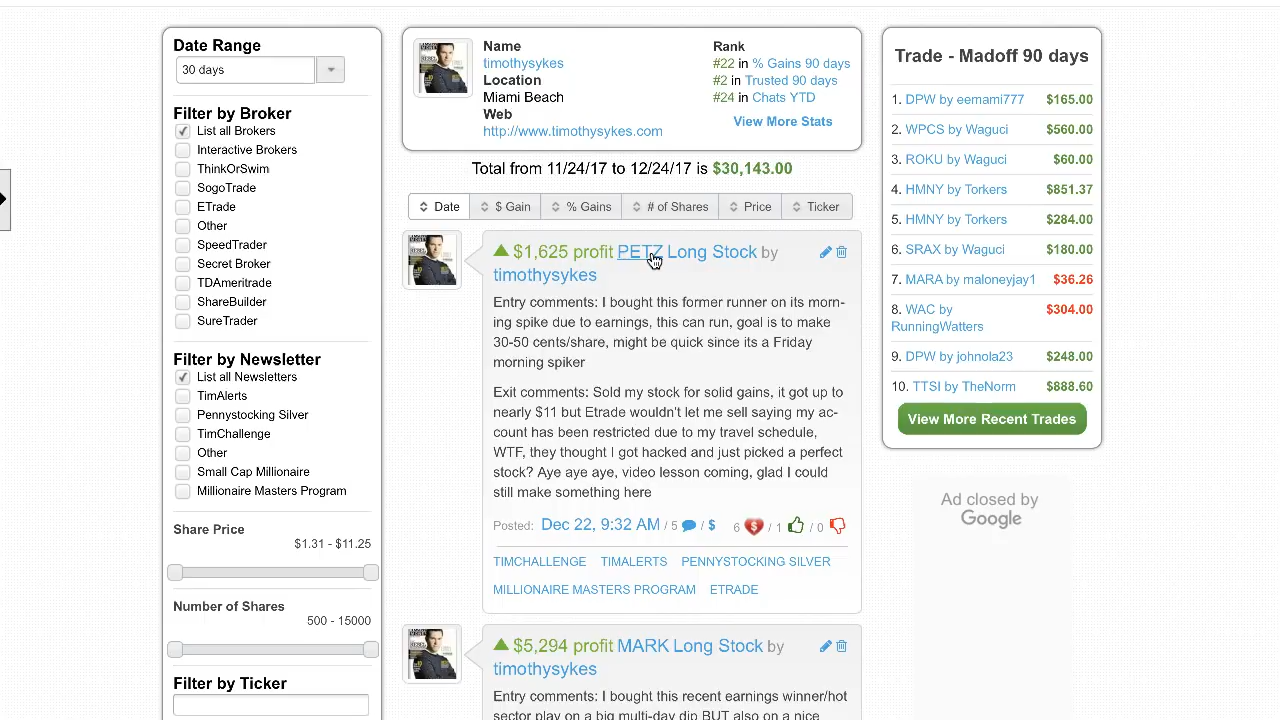 Date Range
30 days
Filter by Broker
List all Brokers
Interactive Brokers
ThinkOrSwim
SogoTrade
ETrade
Other
SpeedTrader
Secret Broker
TDAmeritrade
ShareBuilder
SureTrader
Filter by Newsletter
List all Newsletters
TimAlerts
Pennystocking Silver
TimChallenge
Other
Small Cap Millionaire
Millionaire Masters Program
Share Price
$1.31 - $11.25
Number of Shares
500 - 15000
Filter by Ticker
Name
timothysykes
Location
Miami Beach
Web
http://www.timothysykes.com
Rank
#22 in % Gains 90 days
#2 in Trusted 90 days
#24 in Chats YTD
View More Stats
Total from 11/24/17 to 12/24/17 is $30,143.00
Date $ Gain % Gains # of Shares Price Ticker
$1,625 profit PETZ Long Stock by
timothysykes
Entry comments: I bought this former runner on its morn-
ing spike due to earnings, this can run, goal is to make
30-50 cents/share, might be quick since its a Friday
morning spiker
Exit comments: Sold my stock for solid gains, it got up to
nearly $11 but Etrade wouldn't let me sell saying my ac-
count has been restricted due to my travel schedule,
WTF, they thought I got hacked and just picked a perfect
stock? Aye aye aye, video lesson coming, glad I could
still make something here
Posted: Dec 22, 9:32 AM / 5 / $ 6 $ / 1 / 0
TIMCHALLENGE TIMALERTS PENNYSTOCKING SILVER
MILLIONAIRE MASTERS PROGRAM ETRADE
$5,294 profit MARK Long Stock by
timothysykes
Entry comments: I bought this recent earnings winner/hot
sector play on a big multi-day dip BUT also on a nice
Trade - Madoff 90 days
1. DPW by eemami777 $165.00
2. WPCS by Waguci $560.00
3. ROKU by Waguci $60.00
4. HMNY by Torkers $851.37
5. HMNY by Torkers $284.00
6. SRAX by Waguci $180.00
7. MARA by maloneyjay1 $36.26
8. WAC by $304.00
RunningWatters
9. DPW by johnola23 $248.00
10. TTSI by TheNorm $888.60
View More Recent Trades
Ad closed by
Google